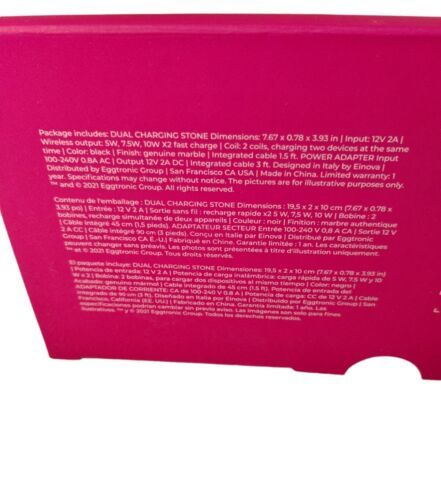 Package includes: DUAL CHARGING STONE Dimensions: 7.67 x 0.78 x 3.93 in | Input: 12V 2A |
Wireless output: 5W, 7.5W, 10W X2 fast charge | Coil: 2 coils, charging two devices at the same
time | Color: black | Finish: genuine marble | Integrated cable 1.5 ft. POWER ADAPTER Input
100-240V 0.8A AC | Output 12V 2A DC | Integrated cable 3 ft. Designed in Italy by Einova |
Distributed by Eggtronic Group | San Francisco CA USA | Made in China. Limited warranty: 1
year. Specifications may change without notice. The pictures are for illustrative purposes only.
™ and © 2021 Eggtronic Group. All rights reserved.
Contenu de l'emballage : DUAL CHARGING STONE Dimensions : 19,5 x 2 x 10 cm (7.67 x 0.78 x
3.93 po) | Entrée : 12 V 2 A | Sortie sans fil : recharge rapide x2 5 W, 7,5 W, 10 W | Bobine : 2
bobines, recharge simultanée de deux appareils | Couleur : noir | Finition : marbre authentique
| Câble intégré 45 cm (1,5 pieds). ADAPTATEUR SECTEUR Entrée 100-240 V 0,8 A CA | Sortie 12 V
2 A CC | Câble intégré 90 cm (3 pieds). Conçu en Italie par Einova | Distribué par Eggtronic
Group | San Francisco CA É.-U.| Fabriqué en Chine. Garantie limitée : 1 an. Les caractéristiques
peuvent changer sans préavis. Les photos sont présentées à titre d'illustration uniquement.
™ et © 2021 Eggtronic Group. Tous droits réservés.
El paquete incluye: DUAL CHARGING STONE Dimensiones: 19,5 x 2 x 10 cm (7.67 x 0.78 x 3.93 in)
| Potencia de entrada: 12 V 2 A | Potencia de carga inalámbrica: carga rápida de 5 W, 7,5 W y 10
W x 2 | Bobina: 2 bobinas, para cargar dos dispositivos al mismo tiempo | Color: negro |
Acabado: genuino mármol | Cable integrado de 45 cm (1,5 ft).
ADAPTADOR DE CORRIENTE: CA de 100-240 V 0,8 A | Potencia de carga: CC de 12 V 2 A | Cable
integrado de 90 cm (3 ft). Diseñado en Italia por Einova | Distribuido por Eggtronic Group | San
Francisco, California (EE. UU.) | Fabricado en China. Garantía limitada: 1 año. Las
especificaciones podrían cambiar sin previo aviso. Las imágenes son solo para fines
ilustrativos. ™ y © 2021 Eggtronic Group. Todos los derechos reservados.